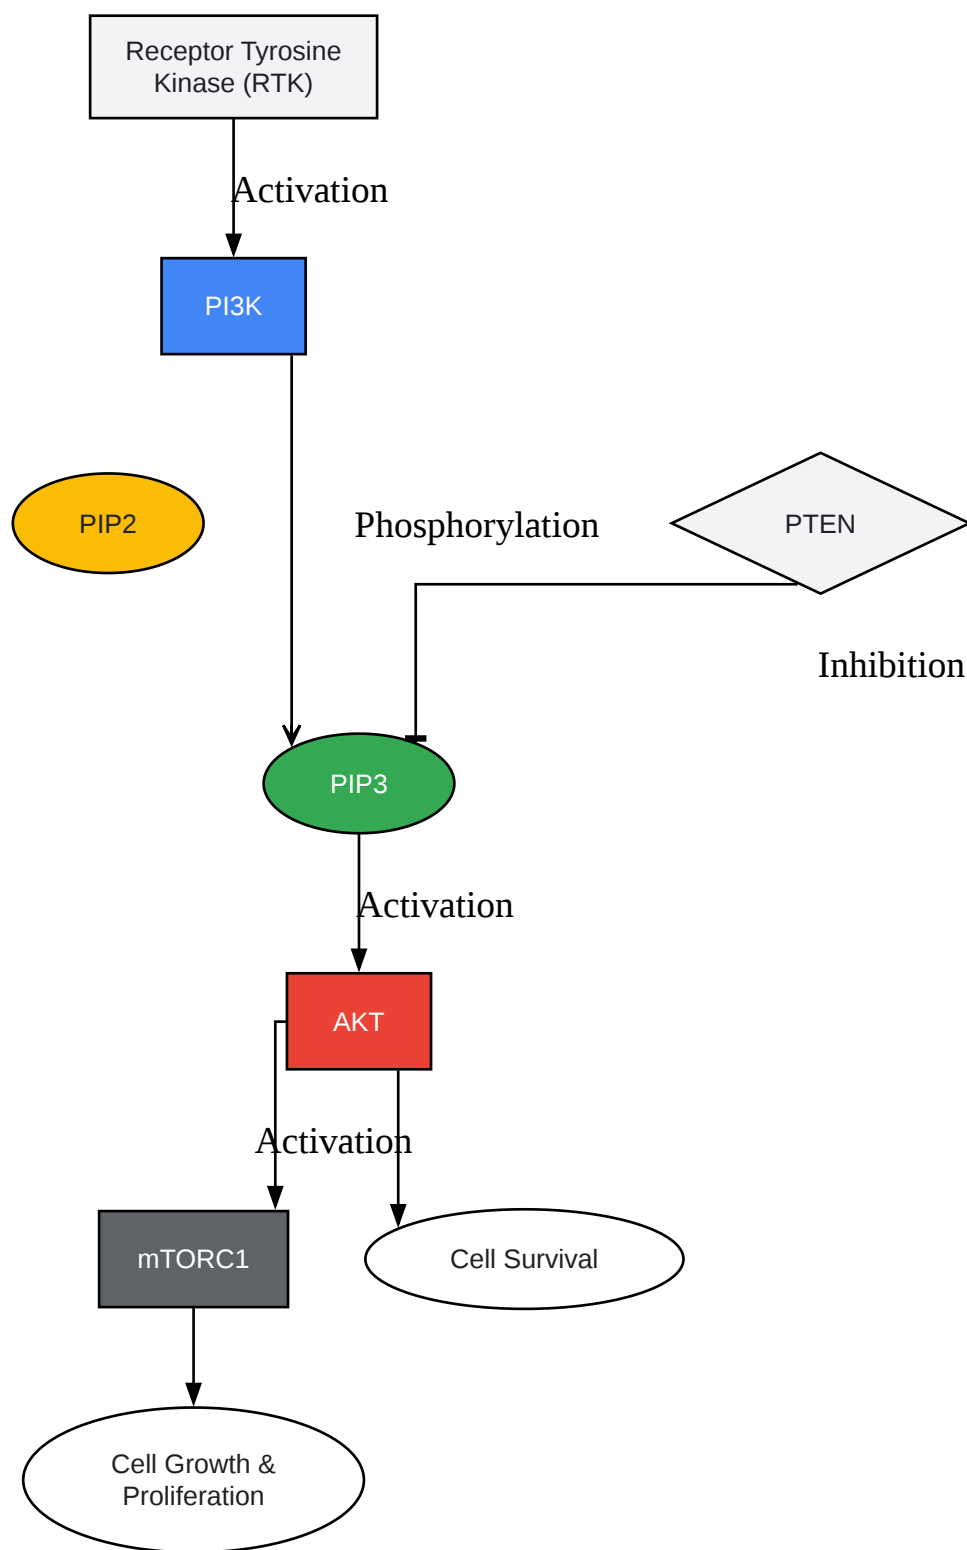 Receptor Tyrosine
Kinase (RTK)
Activation
PI3K
PIP2
Phosphorylation
PTEN
Inhibition
PIP3
Activation
AKT
Activation
mTORC1
Cell Survival
Cell Growth &
Proliferation